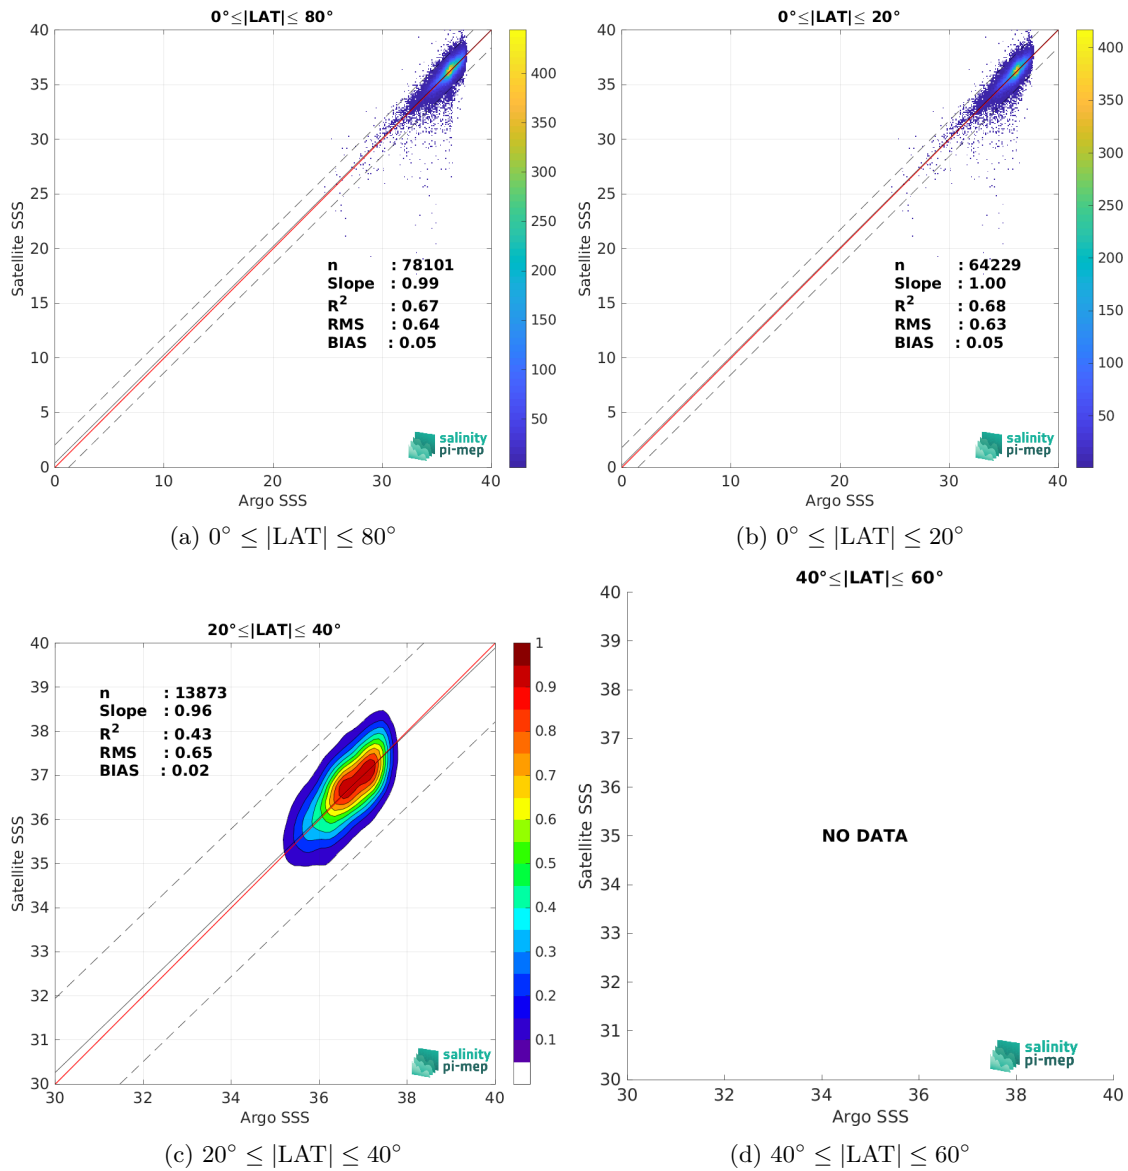 0°≤|LAT|≤ 80°
40
35
30
25
20
15
10
5
0
Satellite SSS
n : 78101
Slope : 0.99
R² : 0.67
RMS : 0.64
BIAS : 0.05
salinity
pi-mep
0 10 20 30 40
Argo SSS
400
350
300
250
200
150
100
50
(a) 0° ≤ |LAT| ≤ 80°
0°≤|LAT|≤ 20°
40
35
30
25
20
15
10
5
0
Satellite SSS
n : 64229
Slope : 1.00
R² : 0.68
RMS : 0.63
BIAS : 0.05
salinity
pi-mep
0 10 20 30 40
Argo SSS
400
350
300
250
200
150
100
50
(b) 0° ≤ |LAT| ≤ 20°
20°≤|LAT|≤ 40°
40
39
38
37
36
35
34
33
32
31
30
Satellite SSS
n : 13873
Slope : 0.96
R² : 0.43
RMS : 0.65
BIAS : 0.02
salinity
pi-mep
30 32 34 36 38 40
Argo SSS
1
0.9
0.8
0.7
0.6
0.5
0.4
0.3
0.2
0.1
(c) 20° ≤ |LAT| ≤ 40°
40°≤|LAT|≤ 60°
40
39
38
37
36
35
34
33
32
31
30
Satellite SSS
NO DATA
salinity
pi-mep
30 32 34 36 38 40
Argo SSS
(d) 40° ≤ |LAT| ≤ 60°